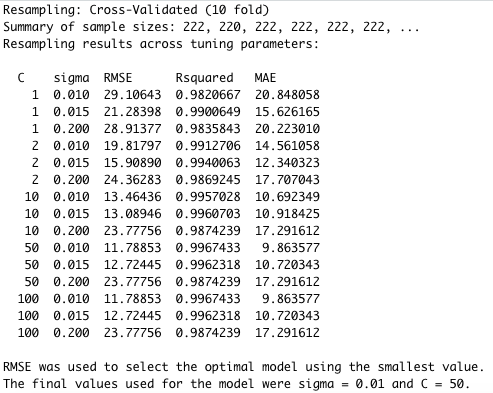 Resampling: Cross-Validated (10 fold)
Summary of sample sizes: 222, 220, 222, 222, 222, 222, ...
Resampling results across tuning parameters:

  C    sigma  RMSE      Rsquared   MAE
    1  0.010  29.10643  0.9820667  20.848058
    1  0.015  21.28398  0.9900649  15.626165
    1  0.200  28.91377  0.9835843  20.223010
    2  0.010  19.81797  0.9912706  14.561058
    2  0.015  15.90890  0.9940063  12.340323
    2  0.200  24.36283  0.9869245  17.707043
   10  0.010  13.46436  0.9957028  10.692349
   10  0.015  13.08946  0.9960703  10.918425
   10  0.200  23.77756  0.9874239  17.291612
   50  0.010  11.78853  0.9967433   9.863577
   50  0.015  12.72445  0.9962318  10.720343
   50  0.200  23.77756  0.9874239  17.291612
  100  0.010  11.78853  0.9967433   9.863577
  100  0.015  12.72445  0.9962318  10.720343
  100  0.200  23.77756  0.9874239  17.291612

RMSE was used to select the optimal model using the smallest value.
The final values used for the model were sigma = 0.01 and C = 50.